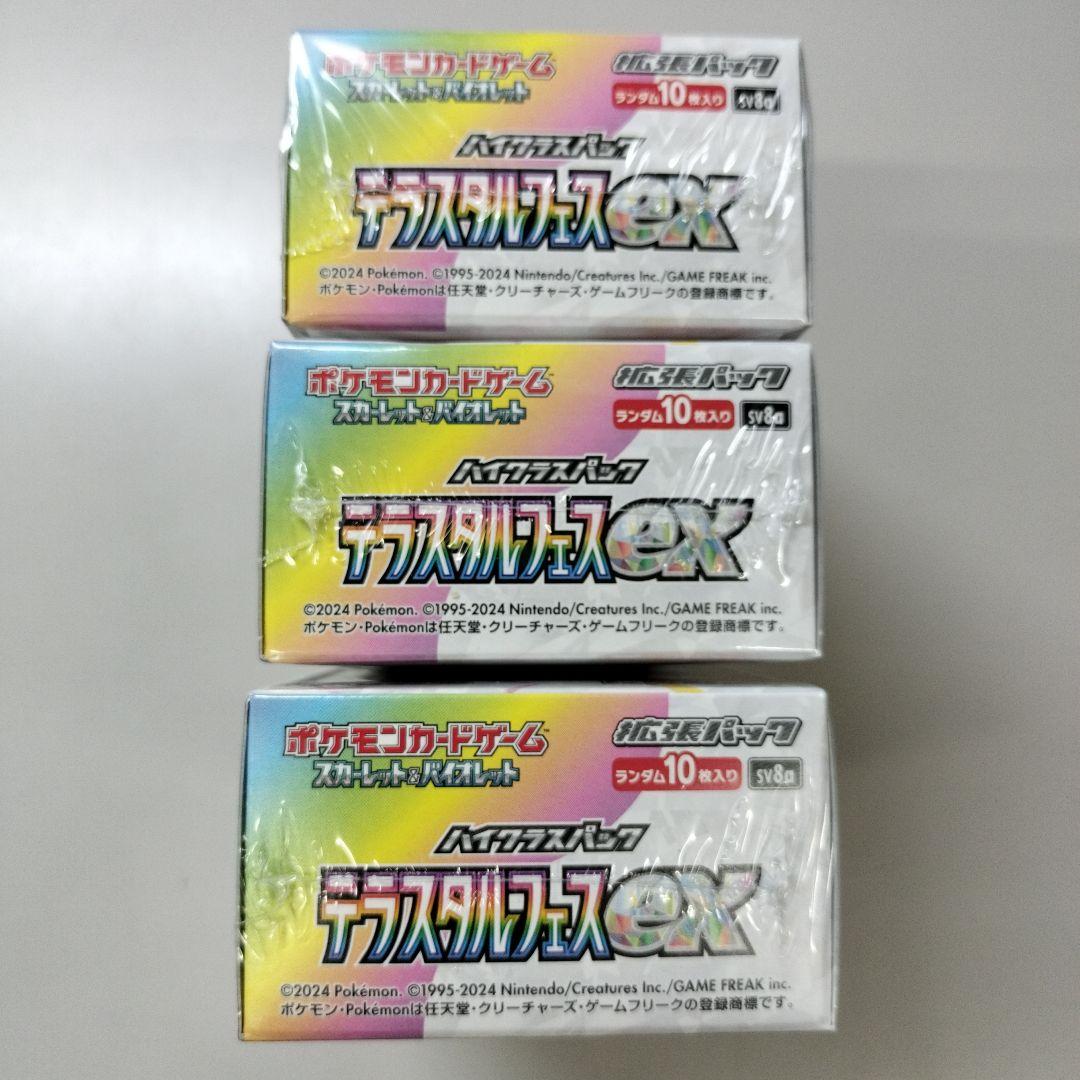 ポケモンカードゲーム 拡張パック
スカーレット&バイオレット ランダム10枚入り sv8a
ハイクラスパック
テラスタルフェスex
©2024 Pokémon. ©1995-2024 Nintendo/Creatures Inc./GAME FREAK inc.
ポケモン・Pokémonは任天堂・クリーチャーズ・ゲームフリークの登録商標です。
ポケモンカードゲーム™ 拡張パック
スカーレット&バイオレット ランダム10枚入り sv8a
ハイクラスパック
テラスタルフェスex
©2024 Pokémon. ©1995-2024 Nintendo/Creatures Inc./GAME FREAK inc.
ポケモン・Pokémonは任天堂・クリーチャーズ・ゲームフリークの登録商標です。
ポケモンカードゲーム™ 拡張パック
スカーレット&バイオレット ランダム10枚入り sv8a
ハイクラスパック
テラスタルフェスex
©2024 Pokémon. ©1995-2024 Nintendo/Creatures Inc./GAME FREAK inc.
ポケモン・Pokémonは任天堂・クリーチャーズ・ゲームフリークの登録商標です。